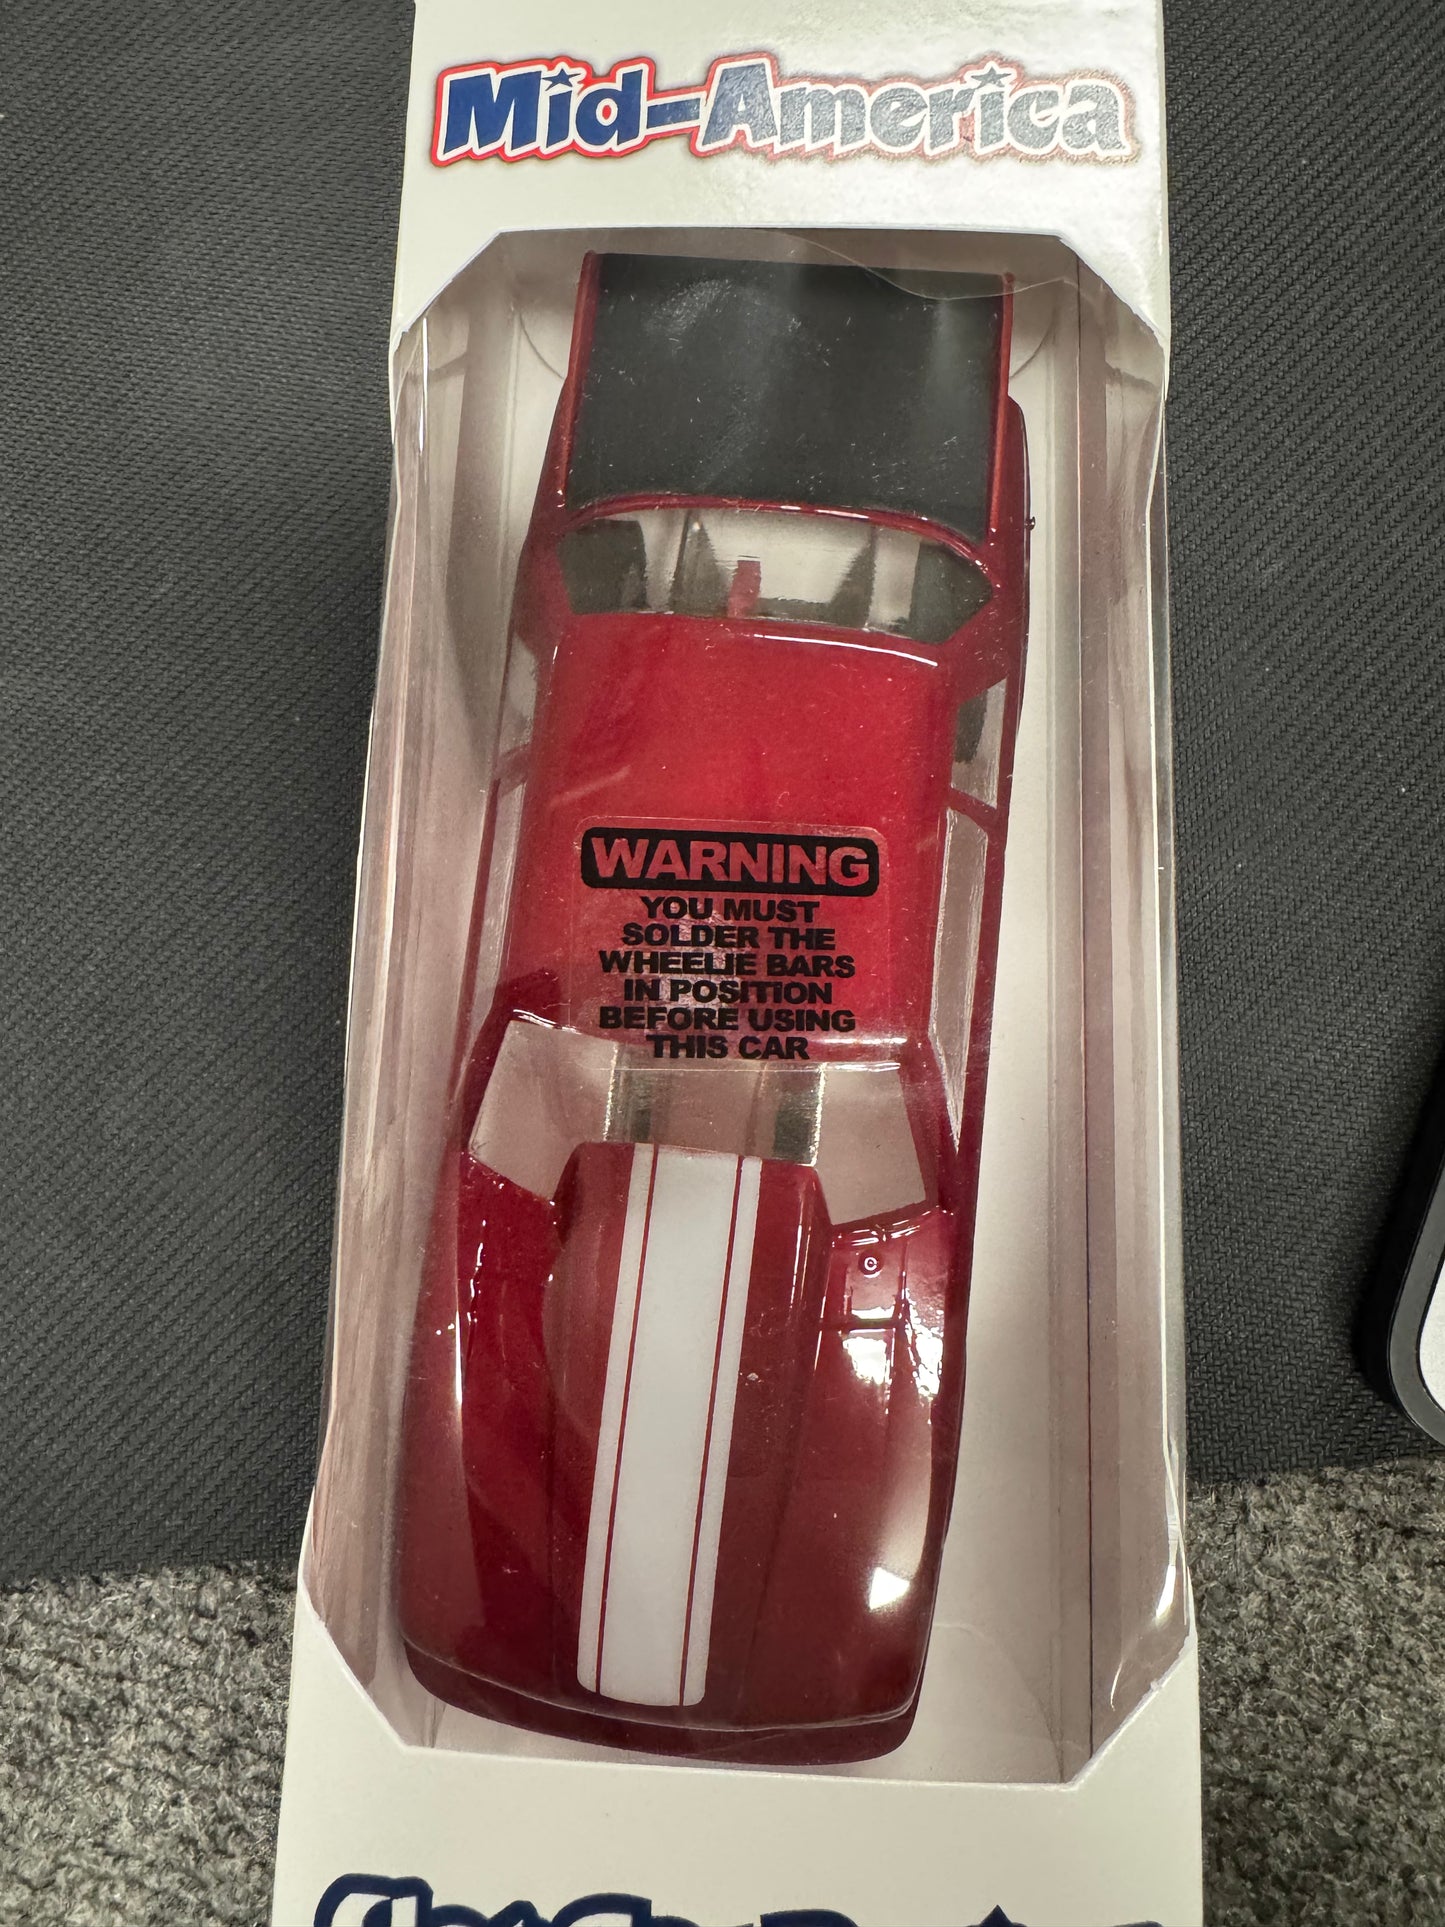 Mid-America
WARNING
YOU MUST
SOLDER THE
WHEELIE BARS
IN POSITION
BEFORE USING
THIS CAR